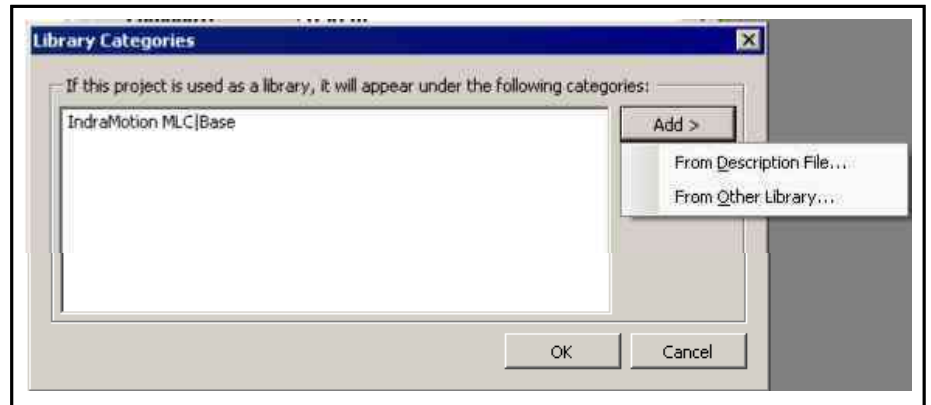 Library Categories
If this project is used as a library, it will appear under the following categories:
IndraMotion MLC|Base
Add >
From Description File...
From Other Library...
OK
Cancel